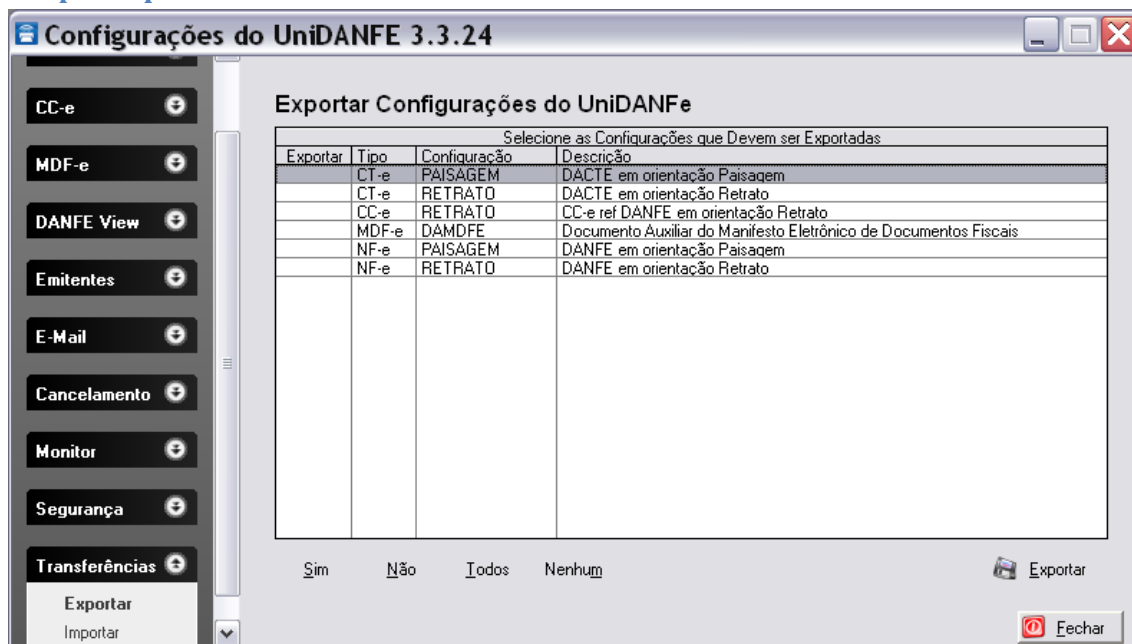 Configurações do UniDANFE 3.3.24
CC-e
MDF-e
DANFE View
Emitentes
E-Mail
Cancelamento
Monitor
Segurança
Transferências
Exportar
Importar
Exportar Configurações do UniDANFe
Selecione as Configurações que Devem ser Exportadas
Exportar Tipo Configuração Descrição
CT-e PAISAGEM DACTE em orientação Paisagem
CT-e RETRATO DACTE em orientação Retrato
CC-e RETRATO CC-e ref DANFE em orientação Retrato
MDF-e DAMDFE Documento Auxiliar do Manifesto Eletrônico de Documentos Fiscais
NF-e PAISAGEM DANFE em orientação Paisagem
NF-e RETRATO DANFE em orientação Retrato
Sim Não Todos Nenhum Exportar
Fechar